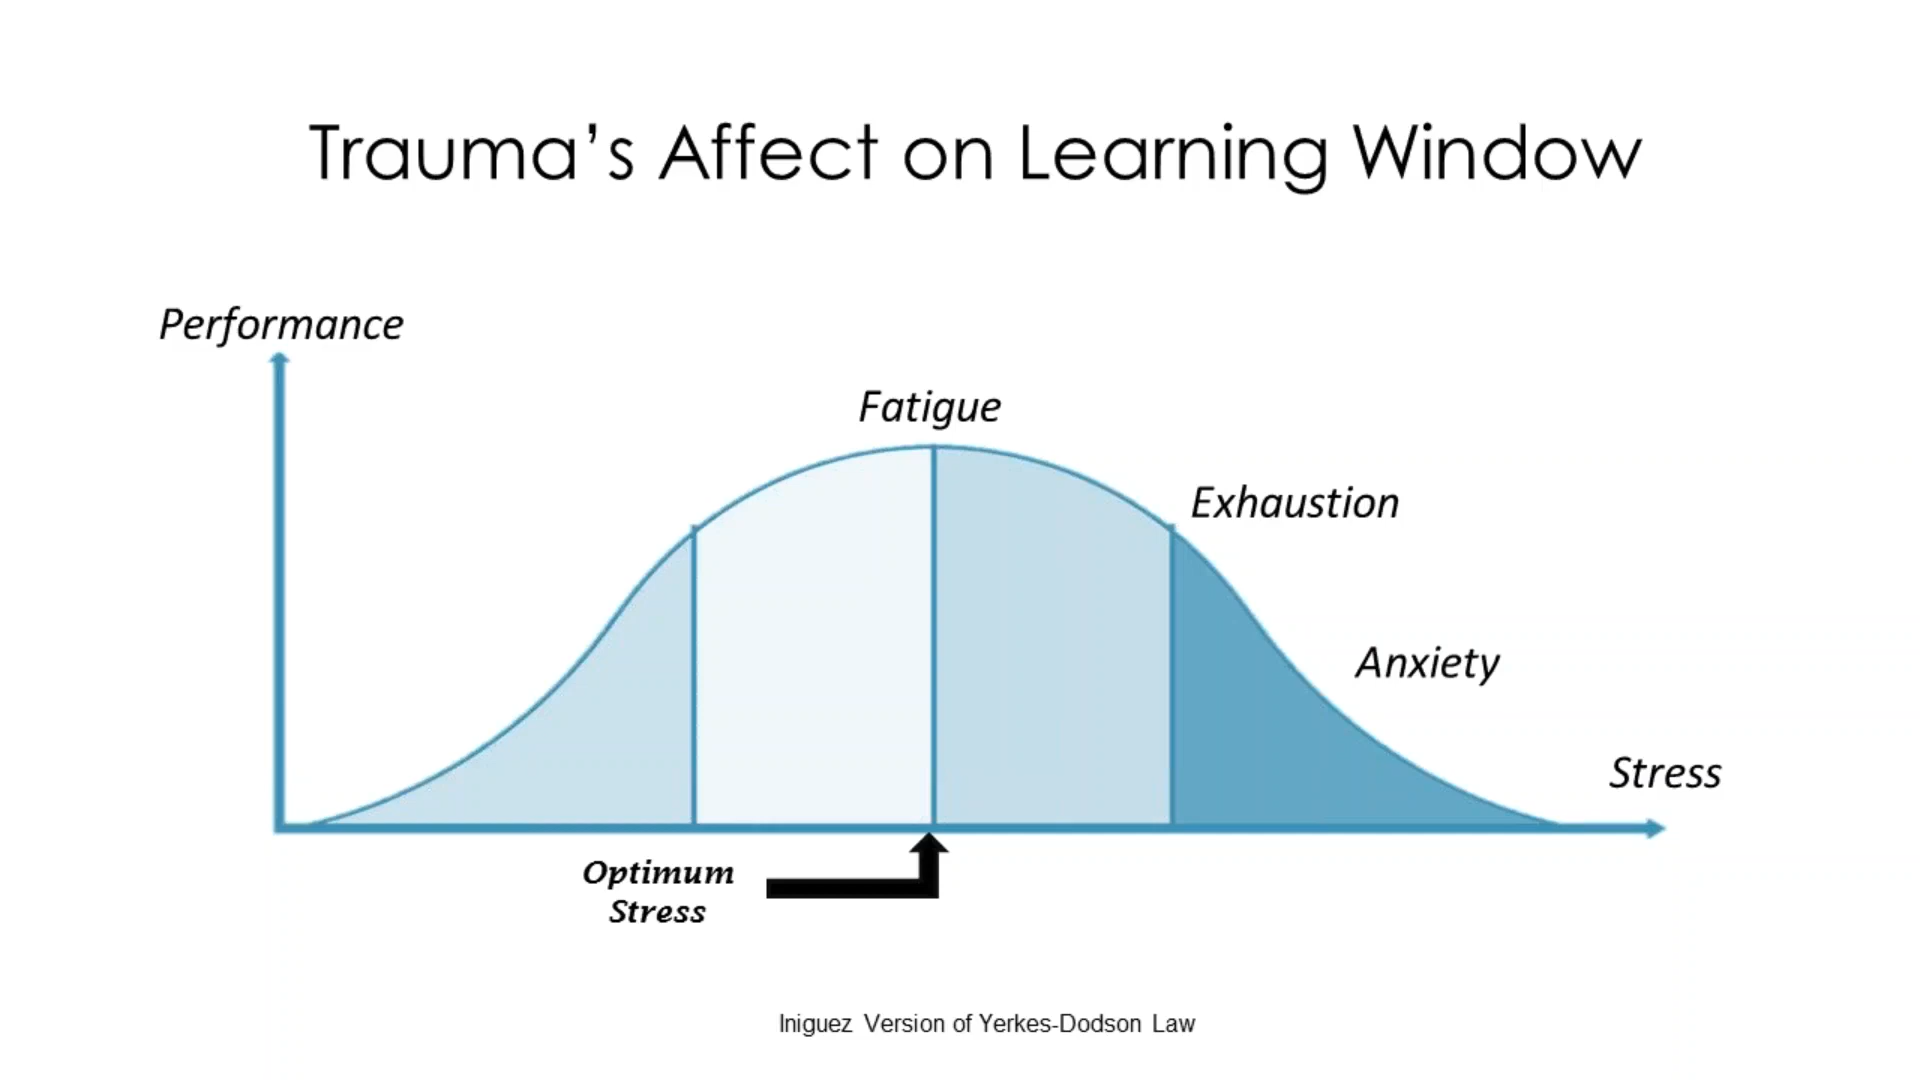 Trauma’s Affect on Learning Window
Performance
Fatigue
Exhaustion
Anxiety
Stress
Optimum
Stress
Iniguez Version of Yerkes-Dodson Law